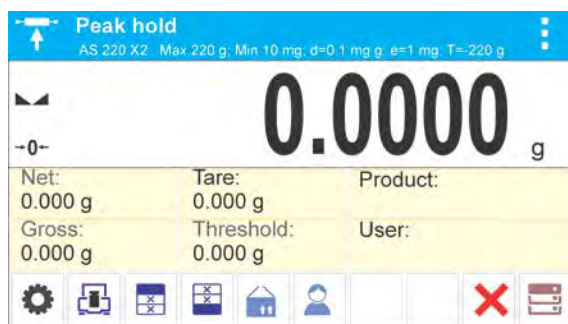 Peak hold
AS 220 X2 Max 220 g; Min 10 mg; d=0.1 mg g; e=1 mg; T=-220 g
→0←
0.0000 g
Net: Tare: Product:
0.000 g 0.000 g
Gross: Threshold: User:
0.000 g 0.000 g